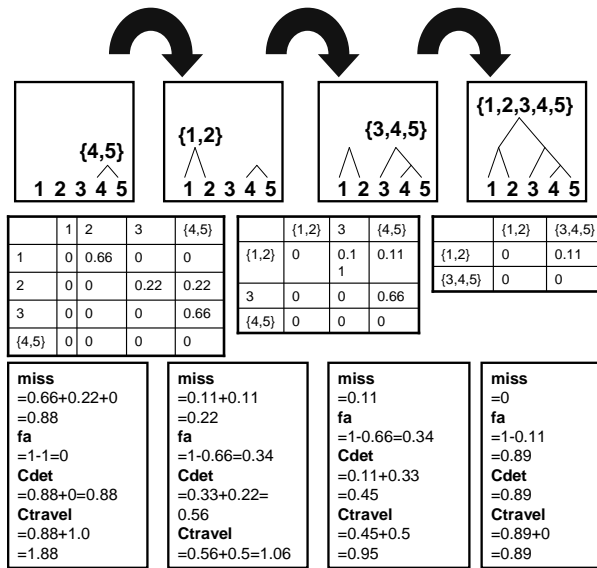 {4,5}
1 2 3 4 5
{1,2}
1 2 3 4 5
{3,4,5}
1 2 3 4 5
{1,2,3,4,5}
1 2 3 4 5
1 2 3 {4,5}
1 0 0.66 0 0
2 0 0 0.22 0.22
3 0 0 0.66
{4,5} 0 0 0 0
{1,2} 3 {4,5}
{1,2} 0 0.1 0.11
1
3 0 0 0.66
{4,5} 0 0 0
{1,2} {3,4,5}
{1,2} 0 0.11
{3,4,5} 0 0
miss
=0.66+0.22+0
=0.88
fa
=1-1=0
Cdet
=0.88+0=0.88
Ctravel
=0.88+1.0
=1.88
miss
=0.11+0.11
=0.22
fa
=1-0.66=0.34
Cdet
=0.33+0.22=
0.56
Ctravel
=0.56+0.5=1.06
miss
=0.11
fa
=1-0.66=0.34
Cdet
=0.11+0.33
=0.45
Ctravel
=0.45+0.5
=0.95
miss
=0
fa
=1-0.11
=0.89
Cdet
=0.89
Ctravel
=0.89+0
=0.89